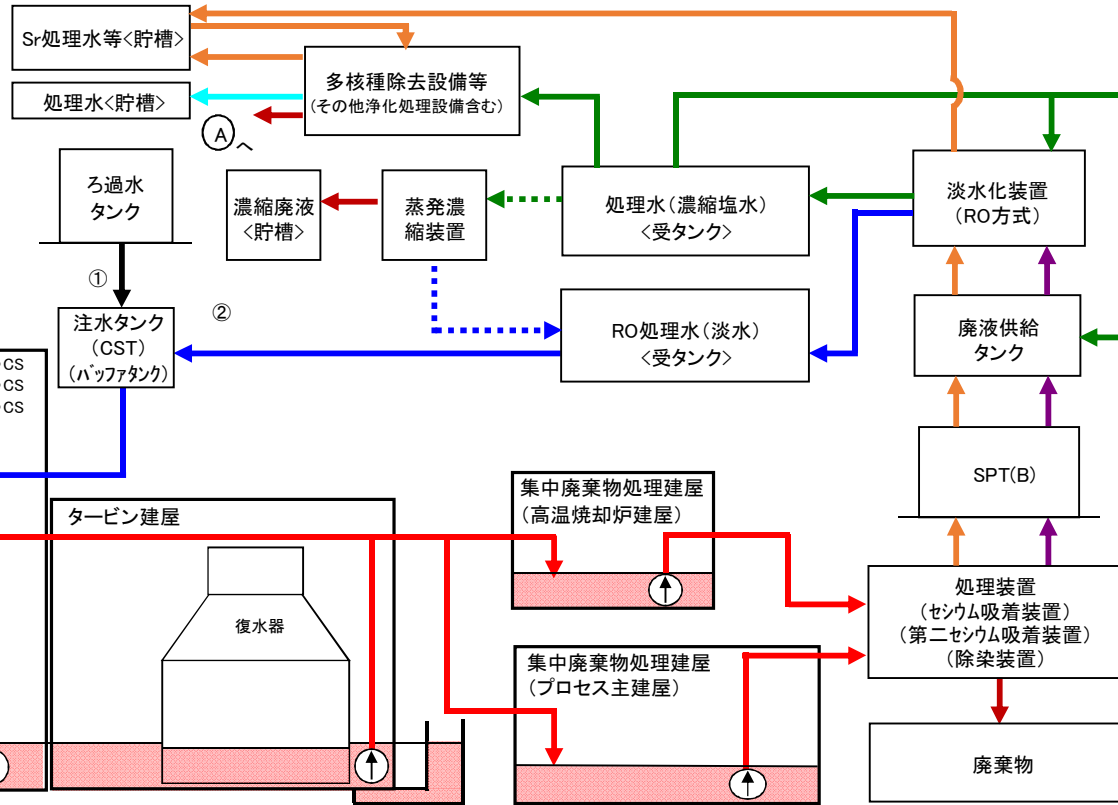 Sr処理水等<貯槽>
処理水<貯槽>
多核種除去設備等
(その他浄化処理設備含む)
Aへ
ろ過水
タンク
濃縮廃液
<貯槽>
蒸発濃
縮装置
処理水(濃縮塩水)
<受タンク>
淡水化装置
(RO方式)
①
②
注水タンク
(CST)
(バッファタンク)
RO処理水(淡水)
<受タンク>
廃液供給
タンク
CS
CS
CS
SPT(B)
タービン建屋
復水器
集中廃棄物処理建屋
(高温焼却炉建屋)
集中廃棄物処理建屋
(プロセス主建屋)
処理装置
(セシウム吸着装置)
(第二セシウム吸着装置)
(除染装置)
廃棄物